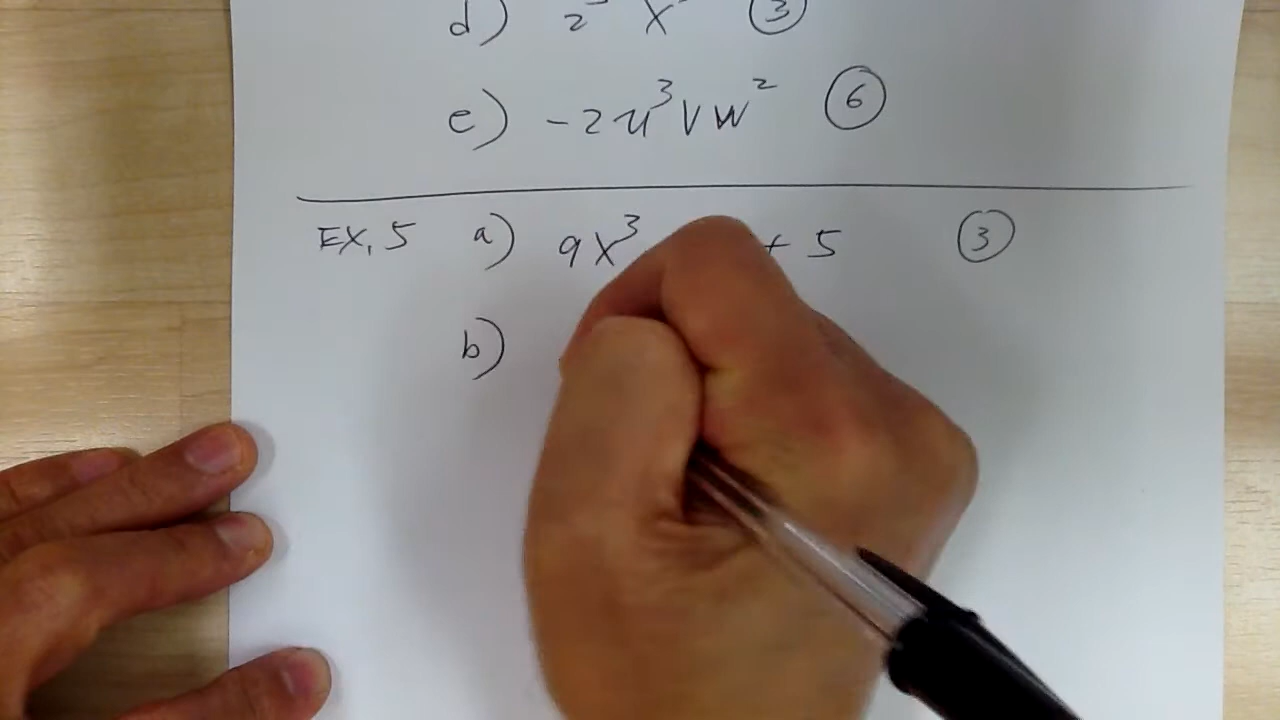 d) 2 x ③
e) -2u³vw² ⑥
EX. 5 a) 9x³ + 5 ③
b)